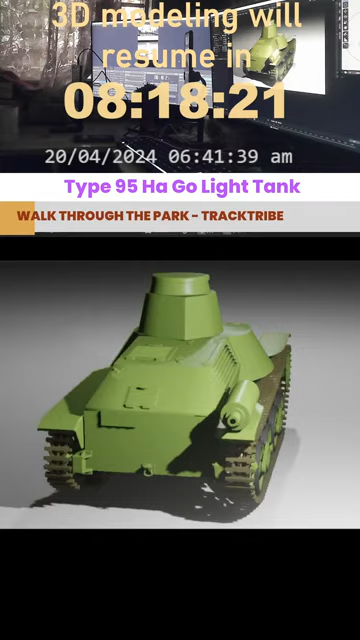 3D modeling will
resume in
08:18:21
20/04/2024 06:41:39 am
Type 95 Ha Go Light Tank
WALK THROUGH THE PARK - TRACKTRIBE